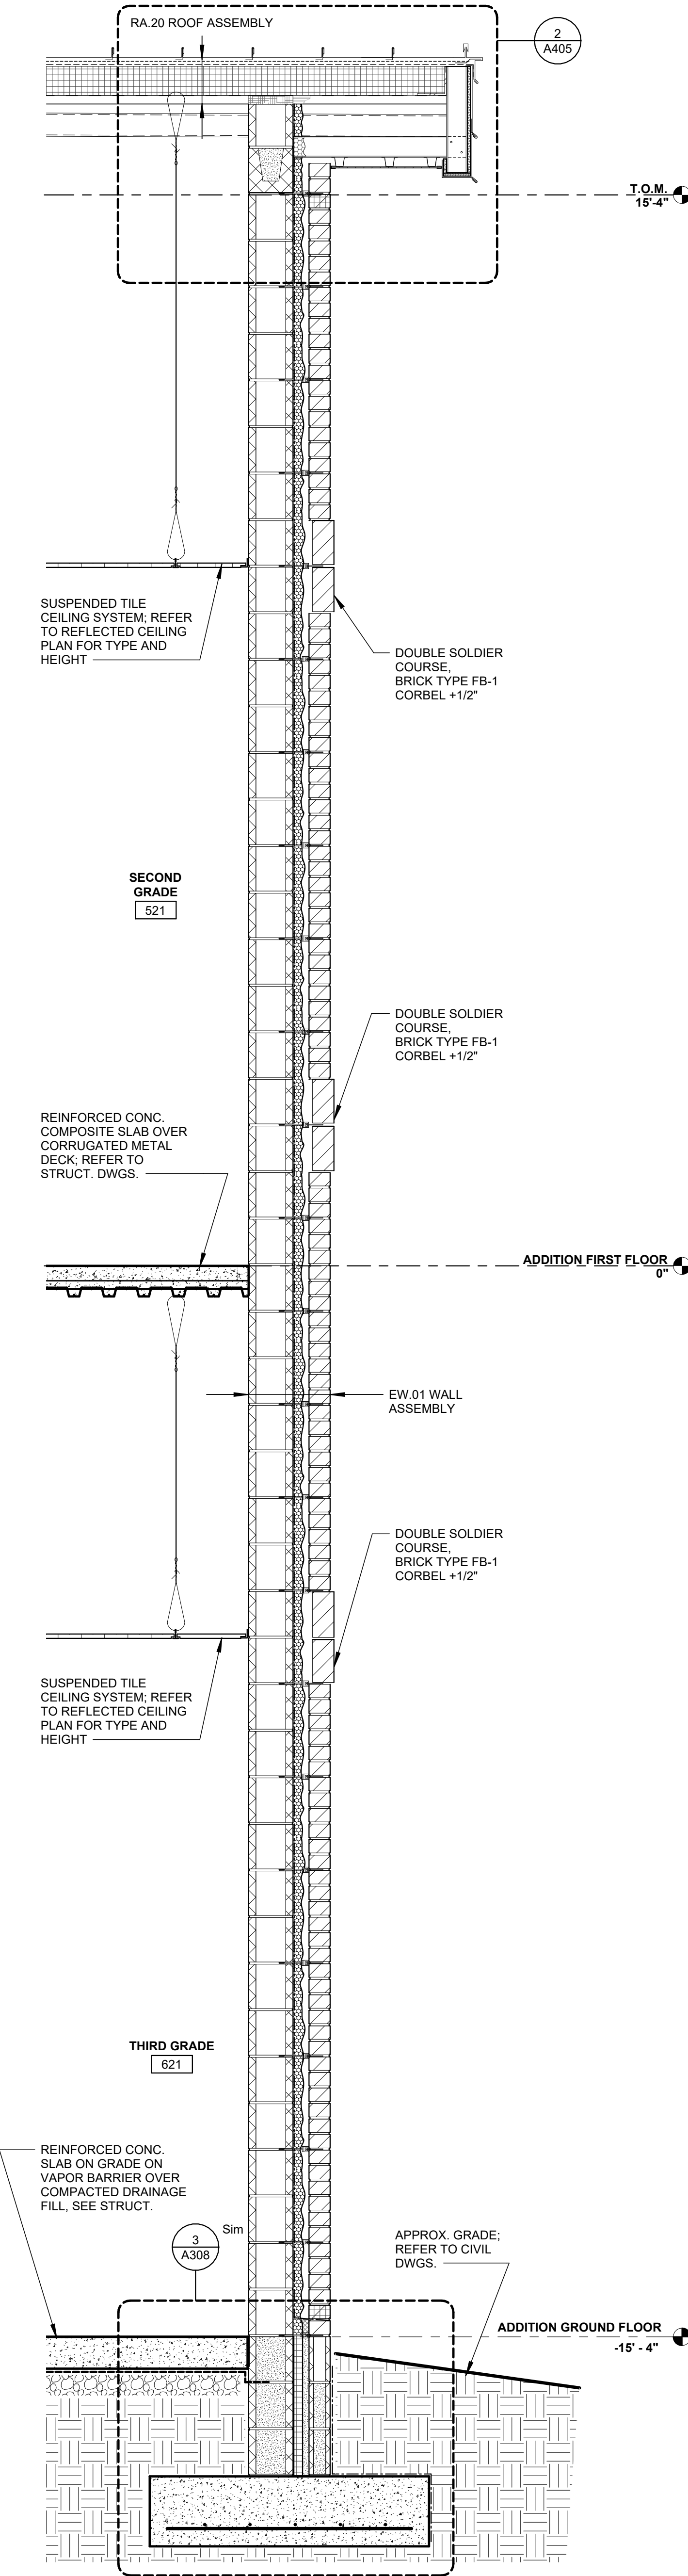 RA.20 ROOF ASSEMBLY
2
A405
T.O.M.
15'-4"
SUSPENDED TILE
CEILING SYSTEM; REFER
TO REFLECTED CEILING
PLAN FOR TYPE AND
HEIGHT
DOUBLE SOLDIER
COURSE,
BRICK TYPE FB-1
CORBEL +1/2"
SECOND
GRADE
521
DOUBLE SOLDIER
COURSE,
BRICK TYPE FB-1
CORBEL +1/2"
REINFORCED CONC.
COMPOSITE SLAB OVER
CORRUGATED METAL
DECK; REFER TO
STRUCT. DWGS.
ADDITION FIRST FLOOR
0"
EW.01 WALL
ASSEMBLY
DOUBLE SOLDIER
COURSE,
BRICK TYPE FB-1
CORBEL +1/2"
SUSPENDED TILE
CEILING SYSTEM; REFER
TO REFLECTED CEILING
PLAN FOR TYPE AND
HEIGHT
THIRD GRADE
621
REINFORCED CONC.
SLAB ON GRADE ON
VAPOR BARRIER OVER
COMPACTED DRAINAGE
FILL, SEE STRUCT.
3
A308
Sim
APPROX. GRADE;
REFER TO CIVIL
DWGS.
ADDITION GROUND FLOOR
-15' - 4"